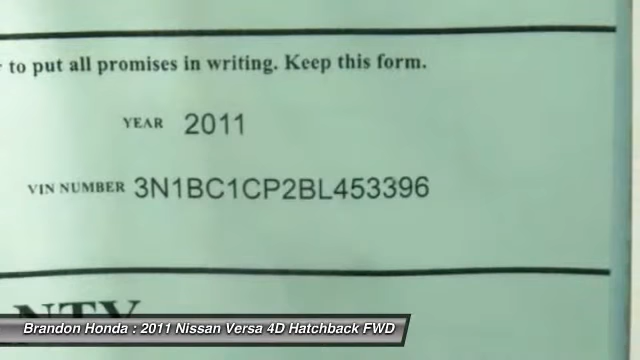 to put all promises in writing. Keep this form.
YEAR 2011
VIN NUMBER 3N1BC1CP2BL453396
NTY
Brandon Honda : 2011 Nissan Versa 4D Hatchback FWD